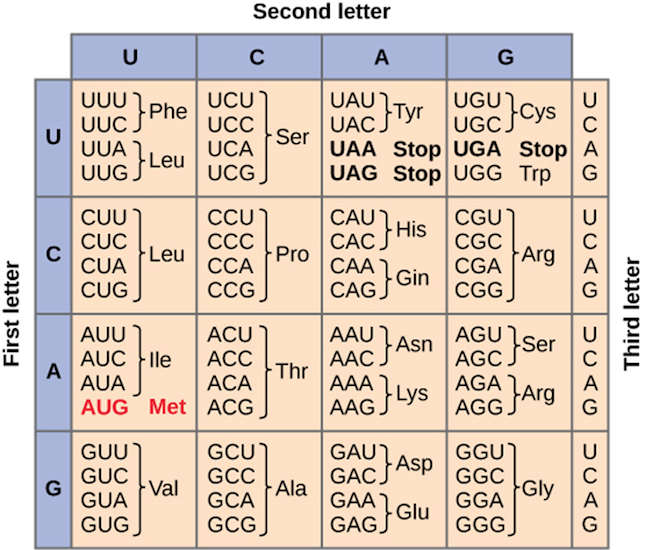 Second letter
U C A G
First letter
Third letter
U
UUU
UUC
Phe
UUA
UUG
Leu
UCU
UCC
UCA
UCG
Ser
UAU
UAC
Tyr
UAA Stop
UAG Stop
UGU
UGC
Cys
UGA Stop
UGG Trp
U
C
A
G
C
CUU
CUC
CUA
CUG
Leu
CCU
CCC
CCA
CCG
Pro
CAU
CAC
His
CAA
CAG
Gin
CGU
CGC
CGA
CGG
Arg
U
C
A
G
A
AUU
AUC
AUA
Ile
AUG Met
ACU
ACC
ACA
ACG
Thr
AAU
AAC
Asn
AAA
AAG
Lys
AGU
AGC
Ser
AGA
AGG
Arg
U
C
A
G
G
GUU
GUC
GUA
GUG
Val
GCU
GCC
GCA
GCG
Ala
GAU
GAC
Asp
GAA
GAG
Glu
GGU
GGC
GGA
GGG
Gly
U
C
A
G